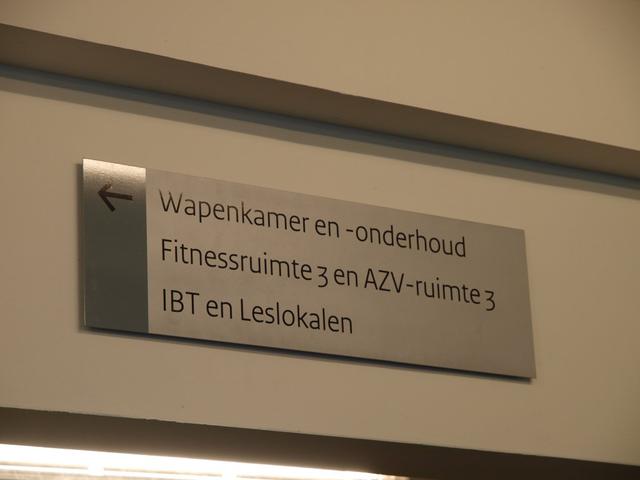 Wapenkamer en -onderhoud
Fitnessruimte 3 en AZV-ruimte 3
IBT en Leslokalen